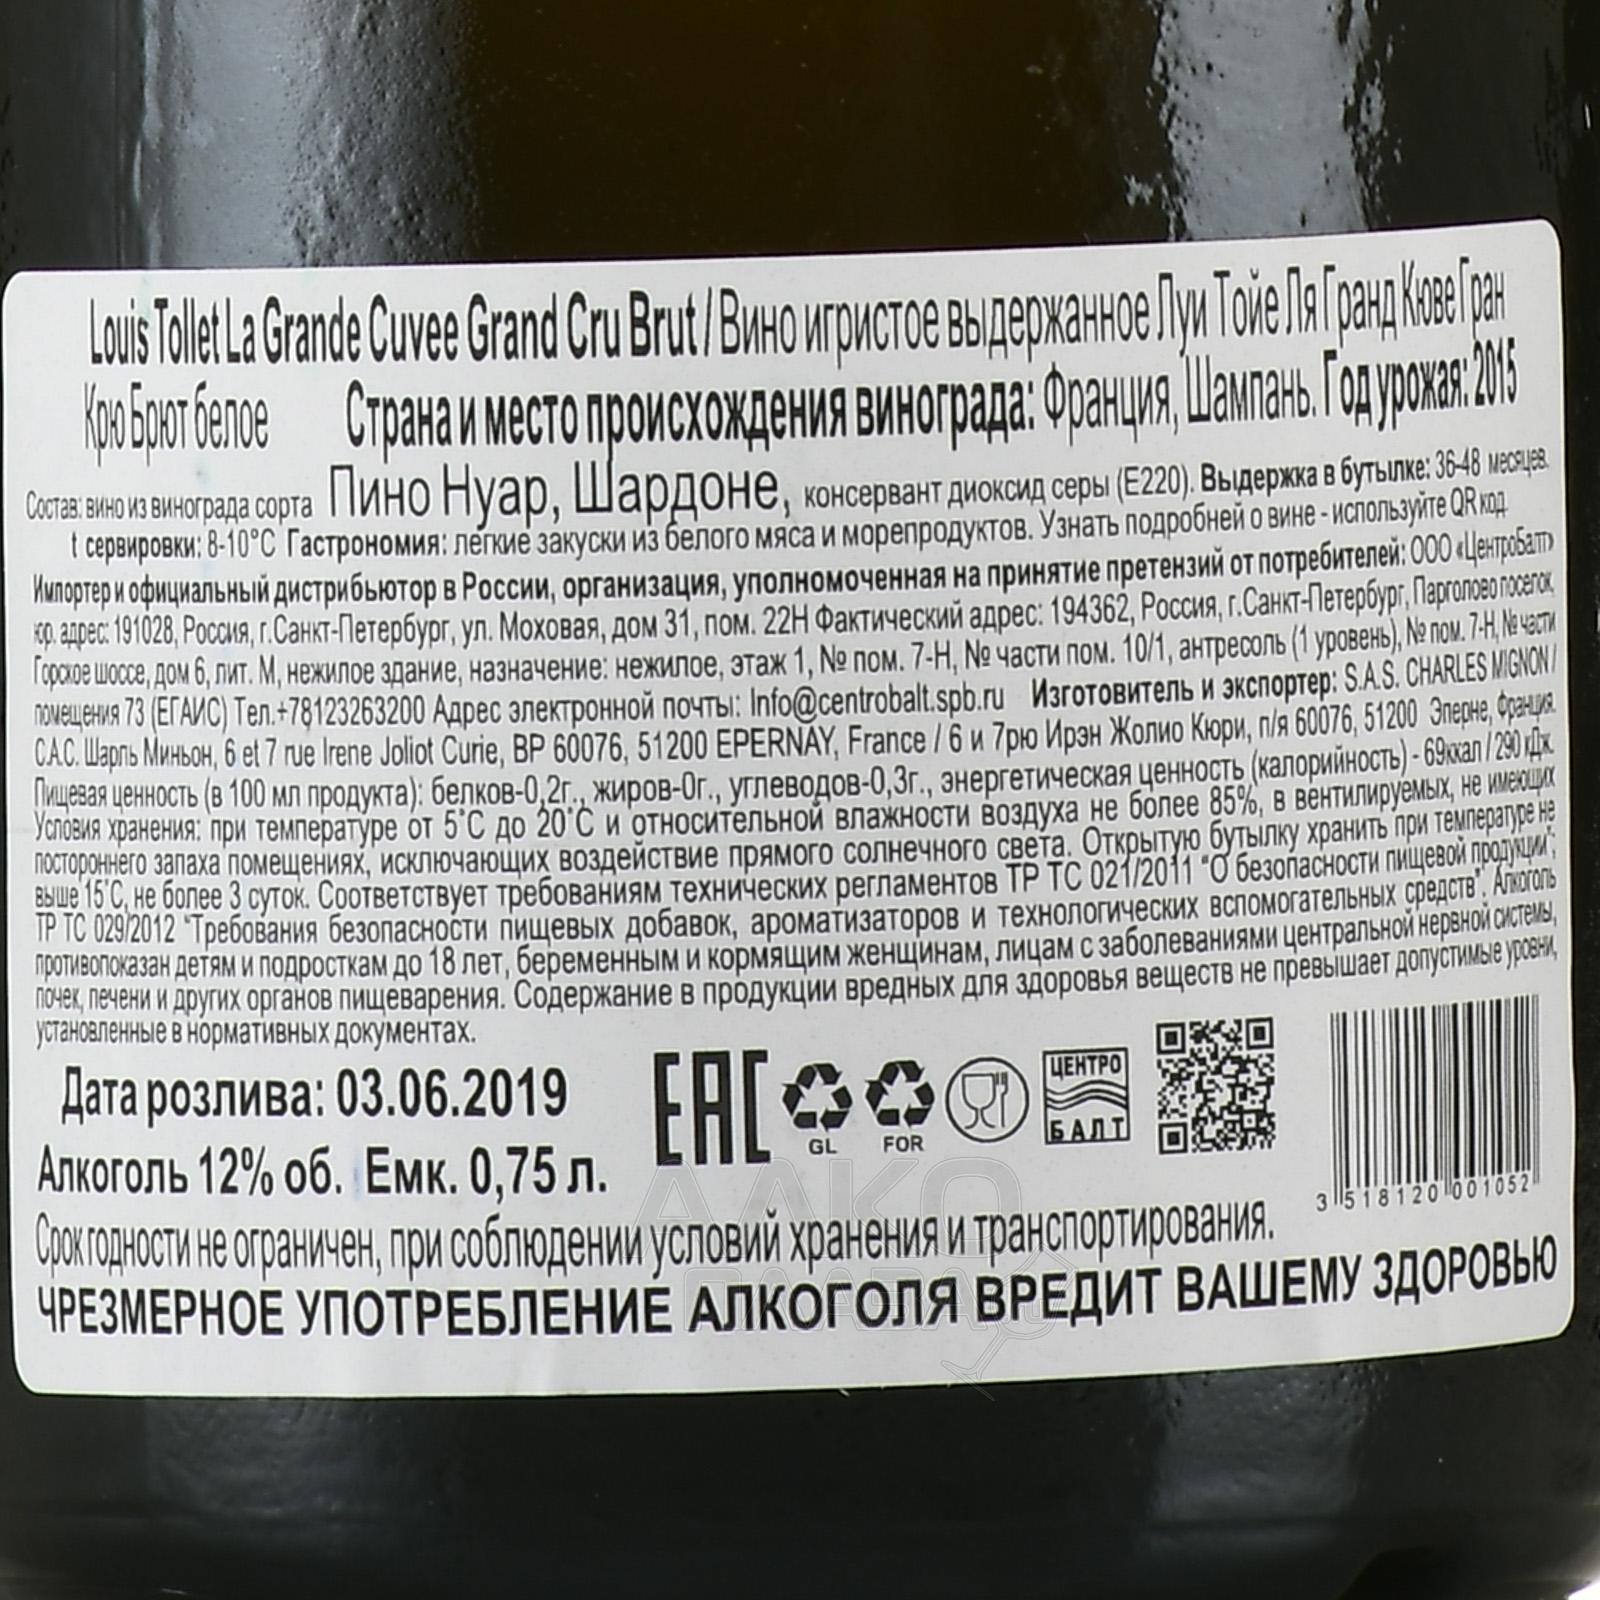 Louis Tollet La Grande Cuvee Grand Cru Brut / Вино игристое выдержанное Луи Тойе Ля Гранд Кюве Гран
Крю Брют белое Страна и место происхождения винограда: Франция, Шампань. Год урожая: 2015
Состав: вино из винограда сорта Пино Нуар, Шардоне, консервант диоксид серы (Е220). Выдержка в бутылке: 36-48 месяцев.
t сервировки: 8-10°С Гастрономия: легкие закуски из белого мяса и морепродуктов. Узнать подробней о вине - используйте QR код.
Импортер и официальный дистрибьютор в России, организация, уполномоченная на принятие претензий от потребителей: ООО «ЦентроБалт»
юр. адрес: 191028, Россия, г.Санкт-Петербург, ул. Моховая, дом 31, пом. 22Н Фактический адрес: 194362, Россия, г.Санкт-Петербург, Парголово поселок,
Горское шоссе, дом 6, лит. М, нежилое здание, назначение: нежилое, этаж 1, № пом. 7-Н, № части пом. 10/1, антресоль (1 уровень), № пом. 7-Н, № части
помещения 73 (ЕГАИС) Тел.+78123263200 Адрес электронной почты: Info@centrobalt.spb.ru Изготовитель и экспортер: S.A.S. CHARLES MIGNON /
С.А.С. Шарль Миньон, 6 et 7 rue Irene Joliot Curie, BP 60076, 51200 EPERNAY, France / 6 и 7рю Ирэн Жолио Кюри, п/я 60076, 51200 Эперне, Франция.
Пищевая ценность (в 100 мл продукта): белков-0,2г., жиров-0г., углеводов-0,3г., энергетическая ценность (калорийность) - 69ккал / 290 кДж.
Условия хранения: при температуре от 5°С до 20°С и относительной влажности воздуха не более 85%, в вентилируемых, не имеющих
постороннего запаха помещениях, исключающих воздействие прямого солнечного света. Открытую бутылку хранить при температуре не
выше 15°С, не более 3 суток. Соответствует требованиям технических регламентов ТР ТС 021/2011 "О безопасности пищевой продукции";
ТР ТС 029/2012 "Требования безопасности пищевых добавок, ароматизаторов и технологических вспомогательных средств". Алкоголь
противопоказан детям и подросткам до 18 лет, беременным и кормящим женщинам, лицам с заболеваниями центральной нервной системы,
почек, печени и других органов пищеварения. Содержание в продукции вредных для здоровья веществ не превышает допустимые уровни,
установленные в нормативных документах.
Дата розлива: 03.06.2019
EAC
GL
FOR
ЦЕНТРО
БАЛТ
Алкоголь 12% об. Емк. 0,75 л.
3 518120 001052
Срок годности не ограничен, при соблюдении условий хранения и транспортирования.
ЧРЕЗМЕРНОЕ УПОТРЕБЛЕНИЕ АЛКОГОЛЯ ВРЕДИТ ВАШЕМУ ЗДОРОВЬЮ
АЛКО
ПЛАЗА